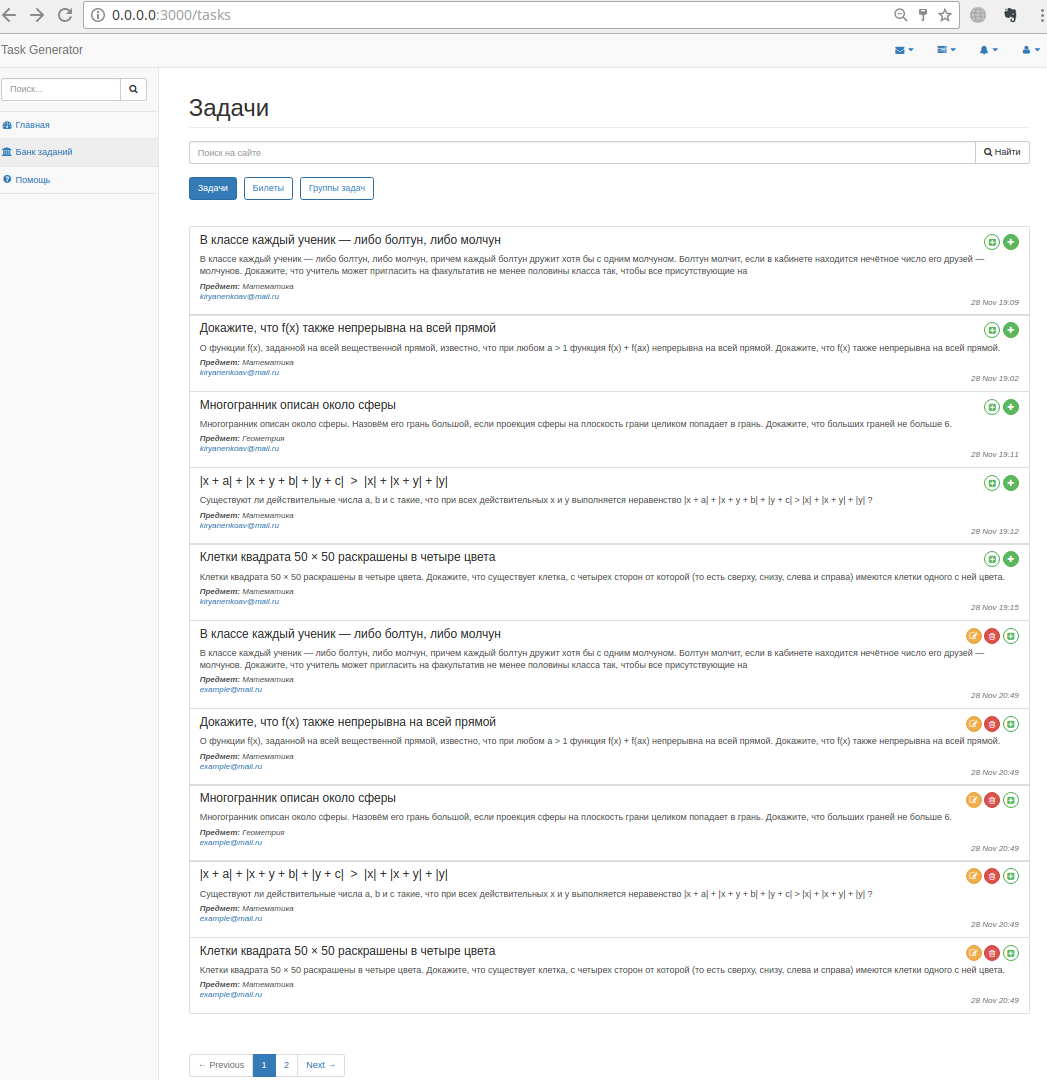 0.0.0.0:3000/tasks
Task Generator
Поиск...
Главная
Банк заданий
Помощь
Задачи
Поиск на сайте
Найти
Задачи
Билеты
Группы задач
В классе каждый ученик — либо болтун, либо молчун
В классе каждый ученик — либо болтун, либо молчун, причем каждый болтун дружит хотя бы с одним молчуном. Болтун молчит, если в кабинете находится нечётное число его друзей —
молчунов. Докажите, что учитель может пригласить на факультатив не менее половины класса так, чтобы все присутствующие на
Предмет: Математика
kiryanenkoav@mail.ru
28 Nov 19:09
Докажите, что f(x) также непрерывна на всей прямой
О функции f(x), заданной на всей вещественной прямой, известно, что при любом a > 1 функция f(x) + f(ax) непрерывна на всей прямой. Докажите, что f(x) также непрерывна на всей прямой.
Предмет: Математика
kiryanenkoav@mail.ru
28 Nov 19:02
Многогранник описан около сферы
Многогранник описан около сферы. Назовём его грань большой, если проекция сферы на плоскость грани целиком попадает в грань. Докажите, что больших граней не больше 6.
Предмет: Геометрия
kiryanenkoav@mail.ru
28 Nov 19:11
|x + a| + |x + y + b| + |y + c| > |x| + |x + y| + |y|
Существуют ли действительные числа a, b и c такие, что при всех действительных x и y выполняется неравенство |x + a| + |x + y + b| + |y + c| > |x| + |x + y| + |y| ?
Предмет: Математика
kiryanenkoav@mail.ru
28 Nov 19:12
Клетки квадрата 50 × 50 раскрашены в четыре цвета
Клетки квадрата 50 × 50 раскрашены в четыре цвета. Докажите, что существует клетка, с четырех сторон от которой (то есть сверху, снизу, слева и справа) имеются клетки одного с ней цвета.
Предмет: Математика
kiryanenkoav@mail.ru
28 Nov 19:15
В классе каждый ученик — либо болтун, либо молчун
В классе каждый ученик — либо болтун, либо молчун, причем каждый болтун дружит хотя бы с одним молчуном. Болтун молчит, если в кабинете находится нечётное число его друзей —
молчунов. Докажите, что учитель может пригласить на факультатив не менее половины класса так, чтобы все присутствующие на
Предмет: Математика
example@mail.ru
28 Nov 20:49
Докажите, что f(x) также непрерывна на всей прямой
О функции f(x), заданной на всей вещественной прямой, известно, что при любом a > 1 функция f(x) + f(ax) непрерывна на всей прямой. Докажите, что f(x) также непрерывна на всей прямой.
Предмет: Математика
example@mail.ru
28 Nov 20:49
Многогранник описан около сферы
Многогранник описан около сферы. Назовём его грань большой, если проекция сферы на плоскость грани целиком попадает в грань. Докажите, что больших граней не больше 6.
Предмет: Геометрия
example@mail.ru
28 Nov 20:49
|x + a| + |x + y + b| + |y + c| > |x| + |x + y| + |y|
Существуют ли действительные числа a, b и c такие, что при всех действительных x и y выполняется неравенство |x + a| + |x + y + b| + |y + c| > |x| + |x + y| + |y| ?
Предмет: Математика
example@mail.ru
28 Nov 20:49
Клетки квадрата 50 × 50 раскрашены в четыре цвета
Клетки квадрата 50 × 50 раскрашены в четыре цвета. Докажите, что существует клетка, с четырех сторон от которой (то есть сверху, снизу, слева и справа) имеются клетки одного с ней цвета.
Предмет: Математика
example@mail.ru
28 Nov 20:49
← Previous 1 2 Next →